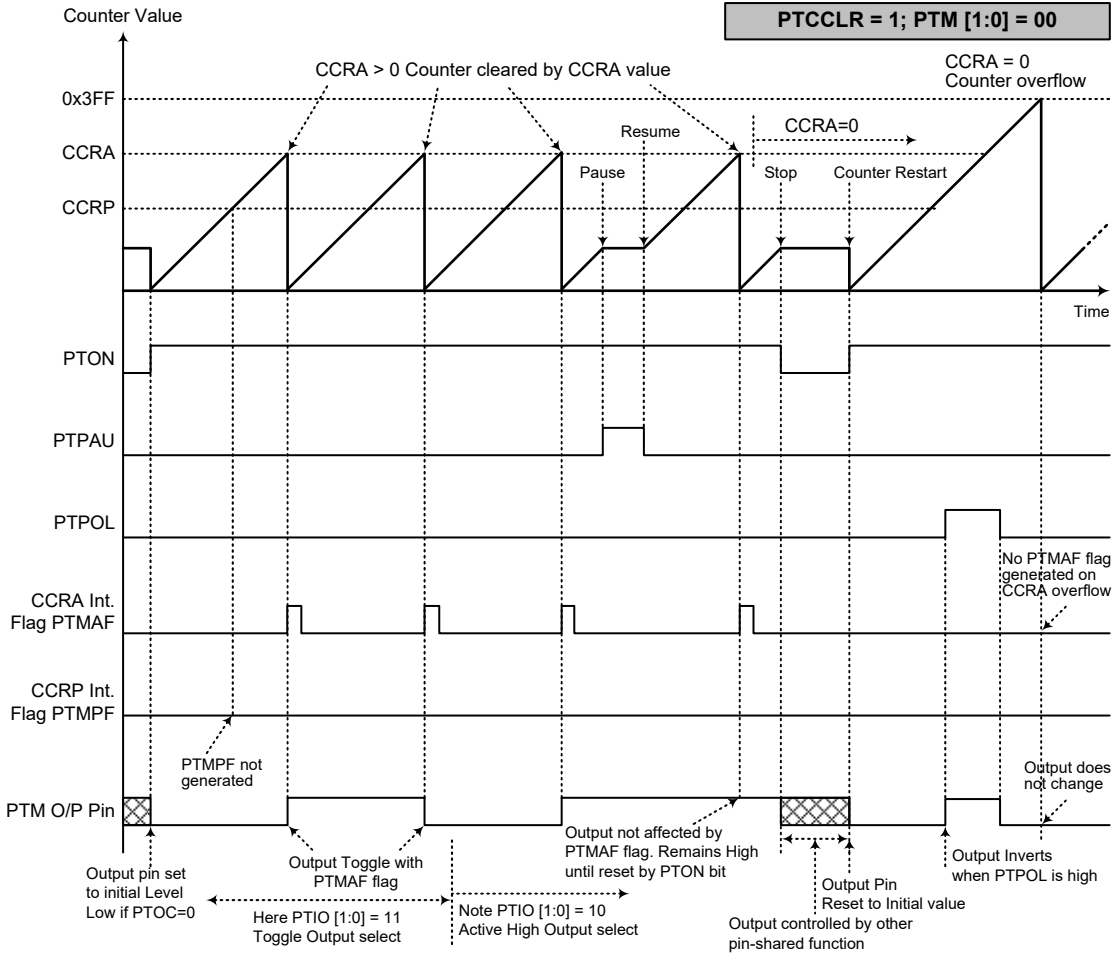 Counter Value
PTCCLR = 1; PTM [1:0] = 00
CCRA > 0 Counter cleared by CCRA value
CCRA = 0
Counter overflow
0x3FF
Resume
CCRA=0
CCRA
Pause
Stop
Counter Restart
CCRP
Time
PTON
PTPAU
PTPOL
No PTMAF flag
generated on
CCRA overflow
CCRA Int.
Flag PTMAF
CCRP Int.
Flag PTMPF
PTMPF not
generated
Output does
not change
PTM O/P Pin
Output pin set
to initial Level
Low if PTOC=0
Output Toggle with
PTMAF flag
Here PTIO [1:0] = 11
Toggle Output select
Note PTIO [1:0] = 10
Active High Output select
Output not affected by
PTMAF flag. Remains High
until reset by PTON bit
Output Pin
Reset to Initial value
Output controlled by other
pin-shared function
Output Inverts
when PTPOL is high